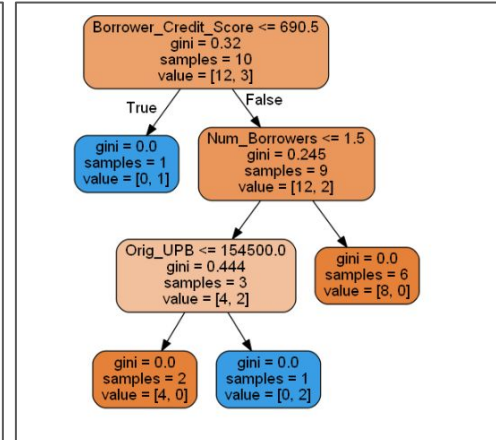 Borrower_Credit_Score <= 690.5
gini = 0.32
samples = 10
value = [12, 3]
True
False
gini = 0.0
samples = 1
value = [0, 1]
Num_Borrowers <= 1.5
gini = 0.245
samples = 9
value = [12, 2]
Orig_UPB <= 154500.0
gini = 0.444
samples = 3
value = [4, 2]
gini = 0.0
samples = 6
value = [8, 0]
gini = 0.0
samples = 2
value = [4, 0]
gini = 0.0
samples = 1
value = [0, 2]